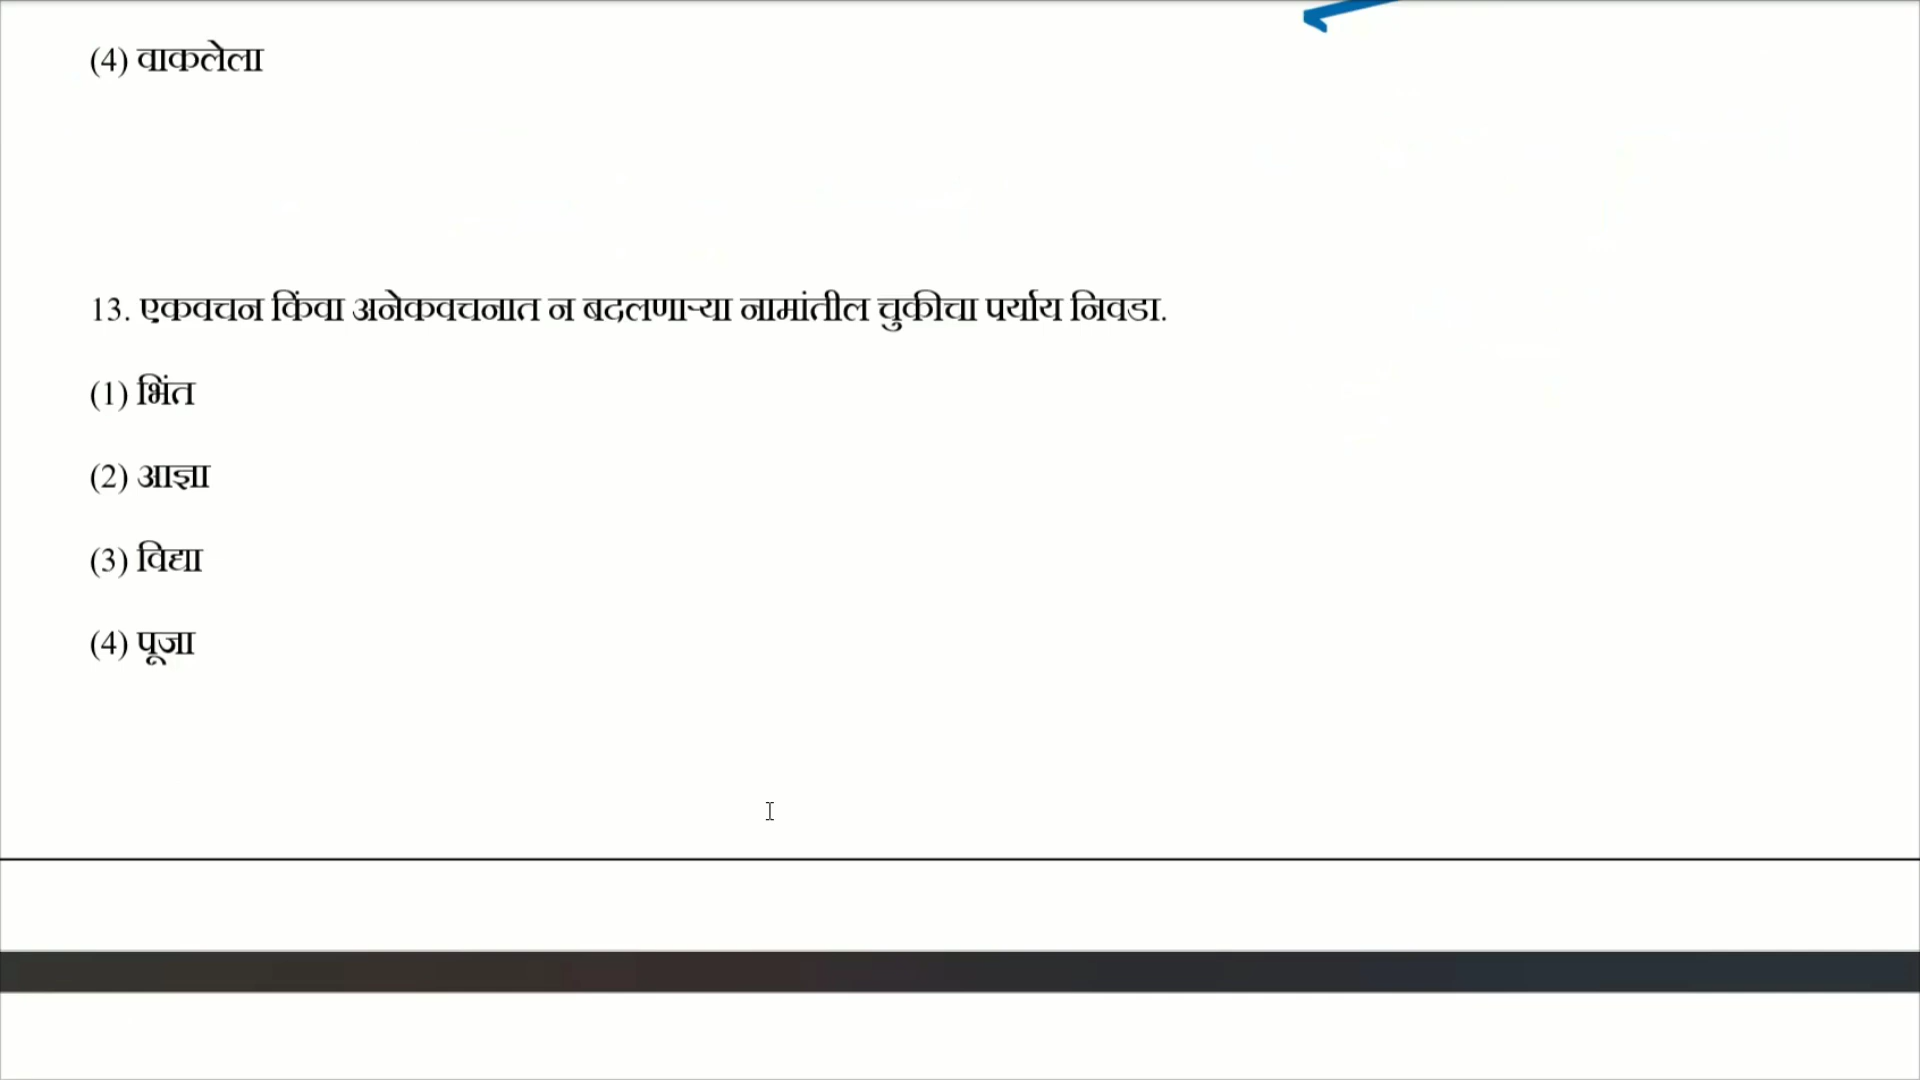 (4) वाकलेला
13. एकवचन किंवा अनेकवचनात न बदलणाऱ्या नामांतील चुकीचा पर्याय निवडा.
(1) भिंत
(2) आज्ञा
(3) विद्या
(4) पूजा